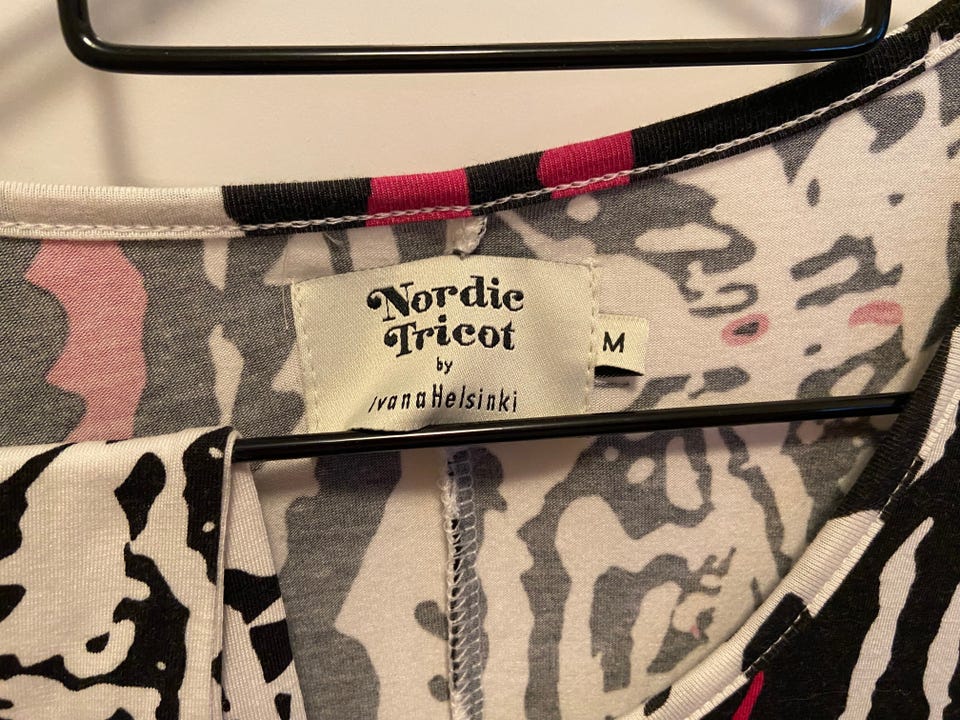 Nordic
Tricot
by
IvanaHelsinki
M